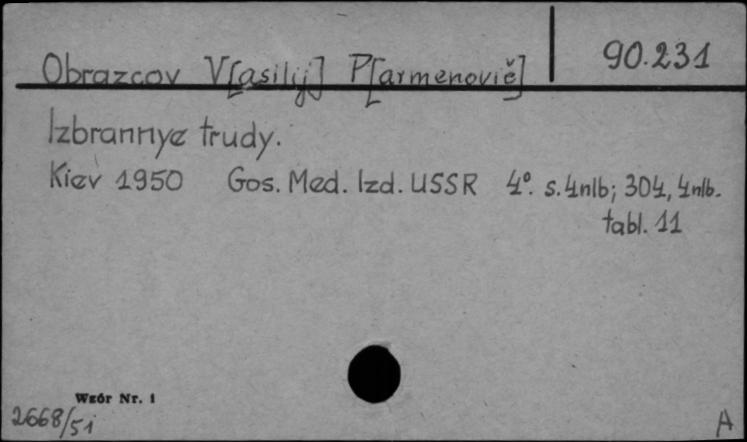 Obrazcov V[asilij] P[armenovič] 90.231
Izbrannye trudy.
Kiev 1950 Gos. Med. Izd. USSR 4°. s. 4nlb; 304, 4nlb.
tabl. 11
Wzór Nr. 1
2668/51
A